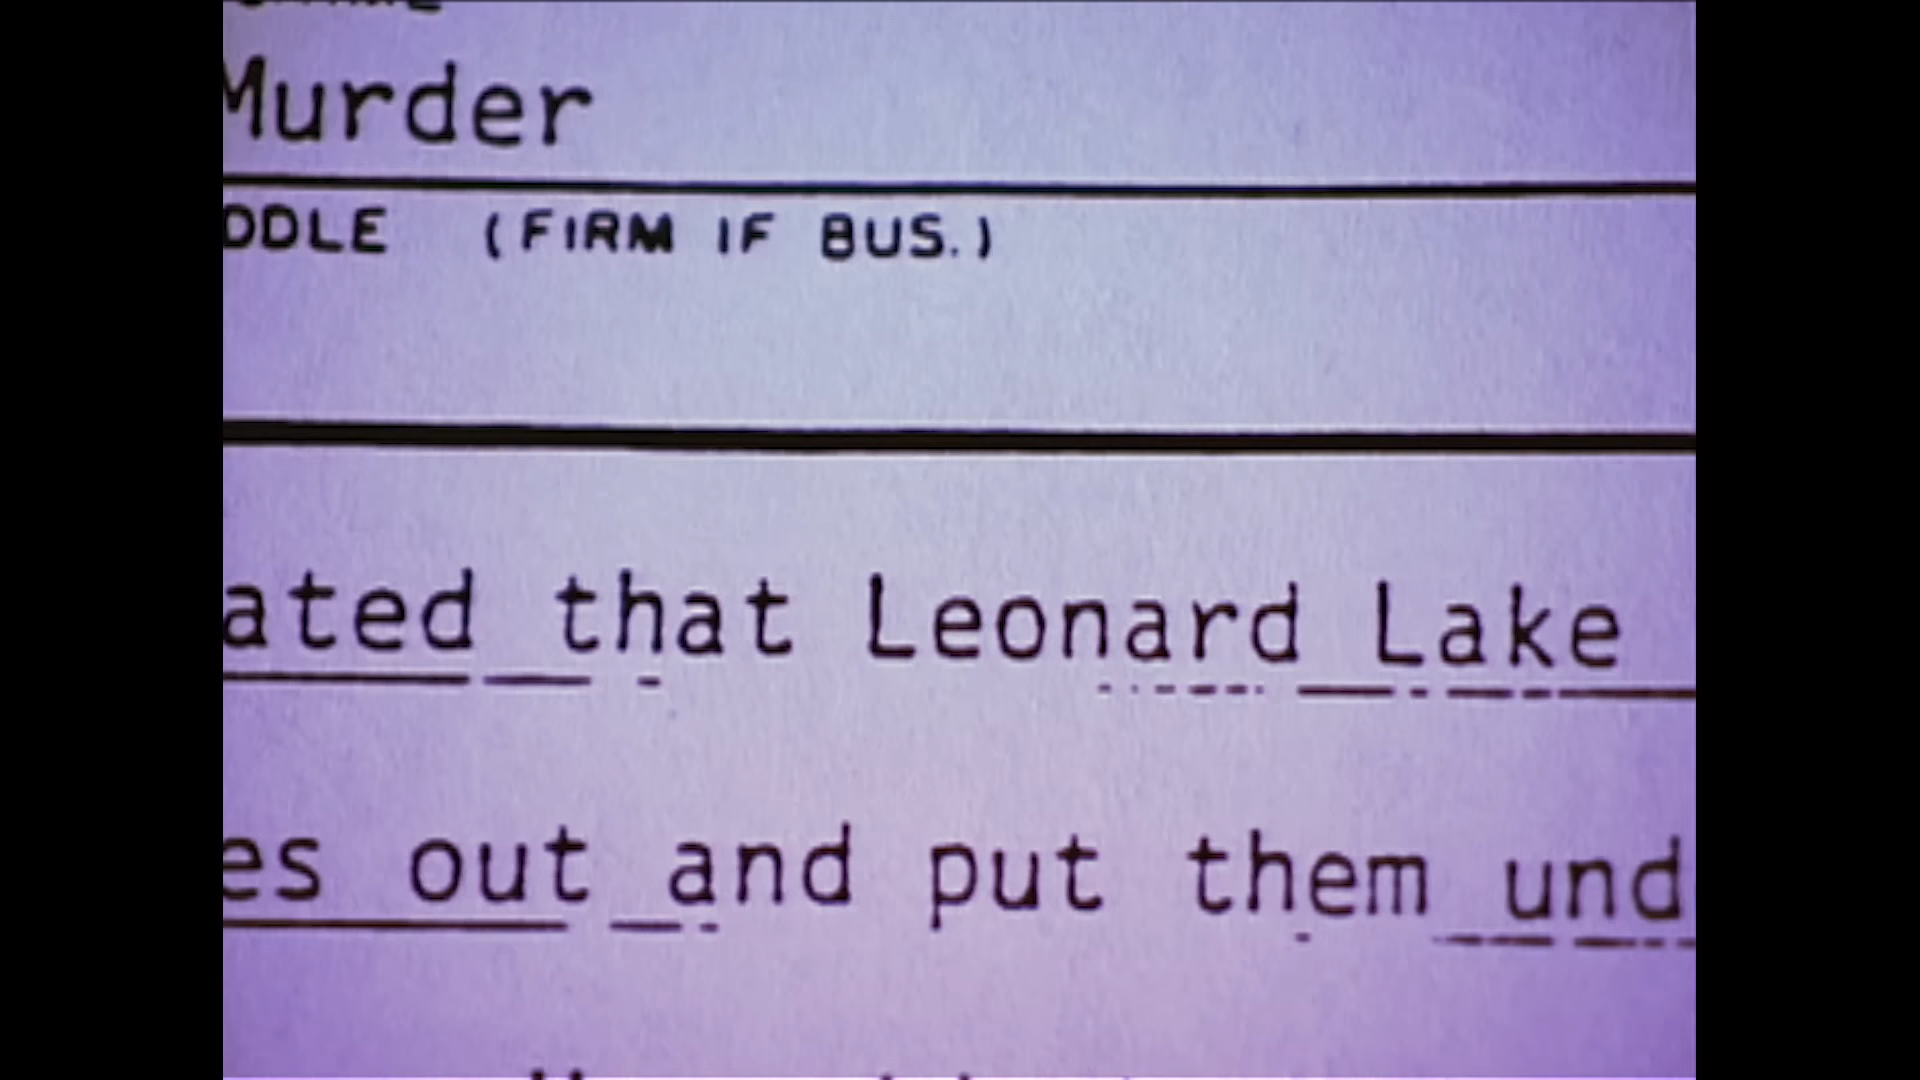 Murder
DDLE (FIRM IF BUS.)
ated that Leonard Lake
es out and put them und